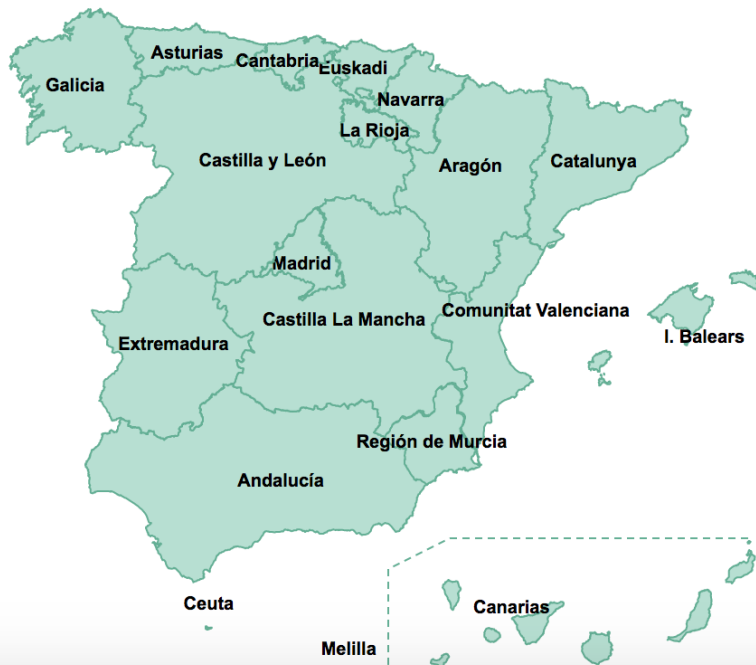 Asturias
Cantabria
Euskadi
Galicia
Navarra
La Rioja
Castilla y León
Aragón
Catalunya
Madrid
Castilla La Mancha
Comunitat Valenciana
I. Balears
Extremadura
Región de Murcia
Andalucía
Ceuta
Canarias
Melilla